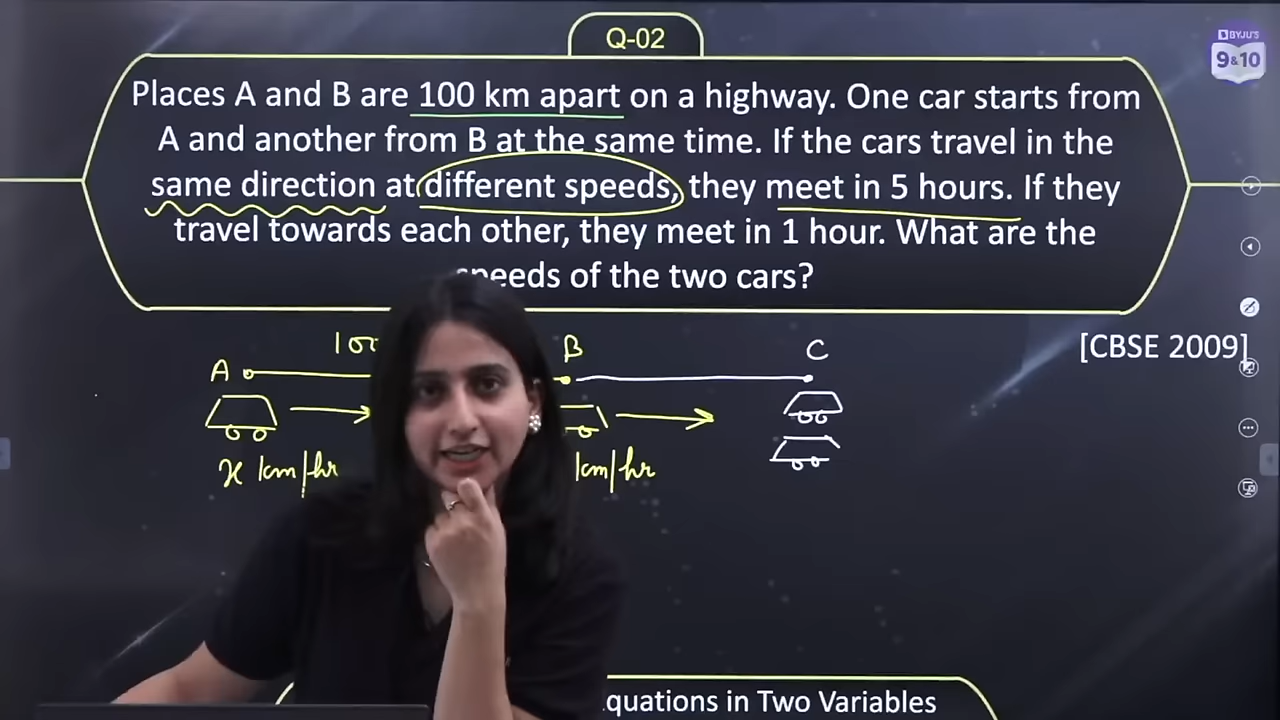 Q-02
BYJU'S
9&10
Places A and B are 100 km apart on a highway. One car starts from
A and another from B at the same time. If the cars travel in the
same direction at different speeds, they meet in 5 hours. If they
travel towards each other, they meet in 1 hour. What are the
speeds of the two cars?
[CBSE 2009]
100
A
B
C
x km/hr
km/hr
quations in Two Variables